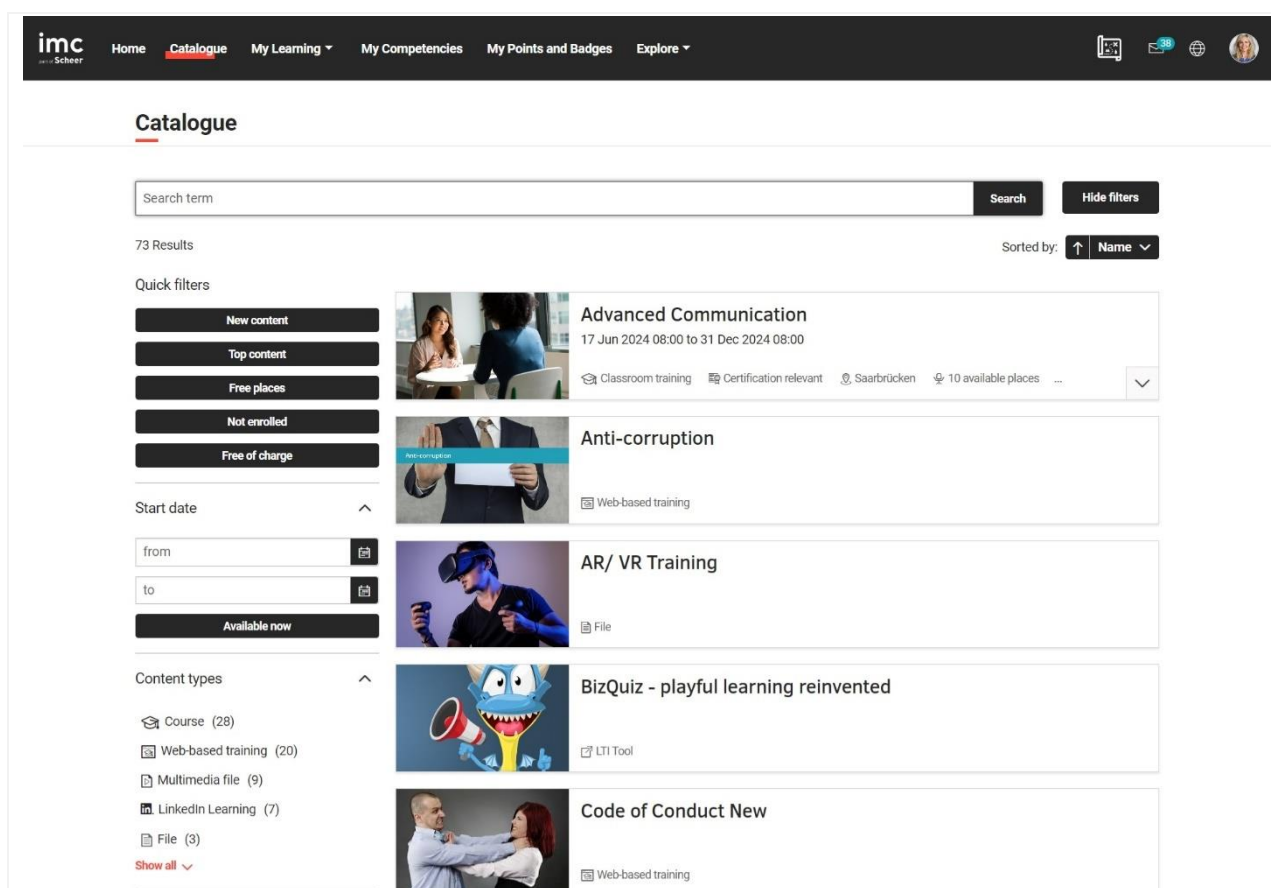 imc
part of Scheer
Home Catalogue My Learning My Competencies My Points and Badges Explore
38
Catalogue
Search term
Search
Hide filters
73 Results
Sorted by: Name
Quick filters
New content
Top content
Free places
Not enrolled
Free of charge
Start date
from
to
Available now
Content types
Course (28)
Web-based training (20)
Multimedia file (9)
LinkedIn Learning (7)
File (3)
Show all
Advanced Communication
17 Jun 2024 08:00 to 31 Dec 2024 08:00
Classroom training Certification relevant Saarbrücken 10 available places ...
Anti-corruption
Anti-corruption
Web-based training
AR/ VR Training
File
BizQuiz - playful learning reinvented
LTI Tool
Code of Conduct New
Web-based training